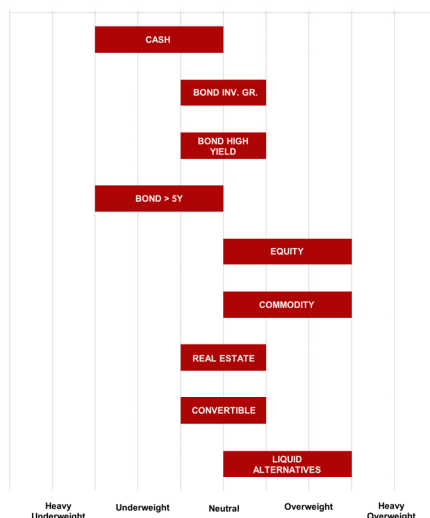 CASH
BOND INV. GR.
BOND HIGH
YIELD
BOND > 5Y
EQUITY
COMMODITY
REAL ESTATE
CONVERTIBLE
LIQUID
ALTERNATIVES
Heavy Underweight Neutral Overweight Heavy
Underweight Overweight